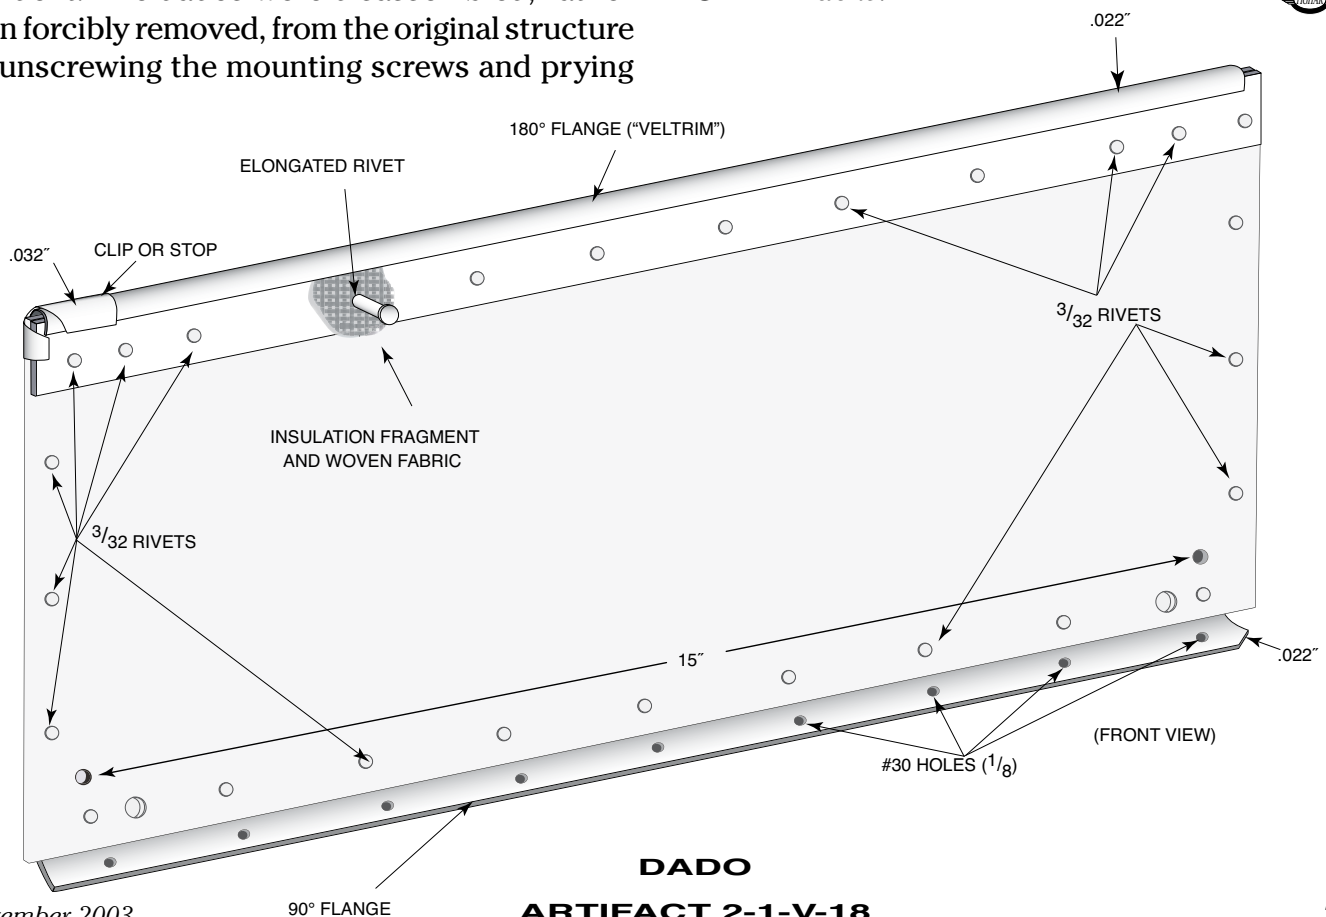 n forcibly removed, from the original structure
unscrewing the mounting screws and prying
.022″
180° FLANGE (“VELTRIM”)
ELONGATED RIVET
.032″
CLIP OR STOP
3/32 RIVETS
INSULATION FRAGMENT
AND WOVEN FABRIC
3/32 RIVETS
15″
.022″
(FRONT VIEW)
#30 HOLES (1/8)
90° FLANGE
DADO
ARTIFACT 2-1-V-18
ember 2003